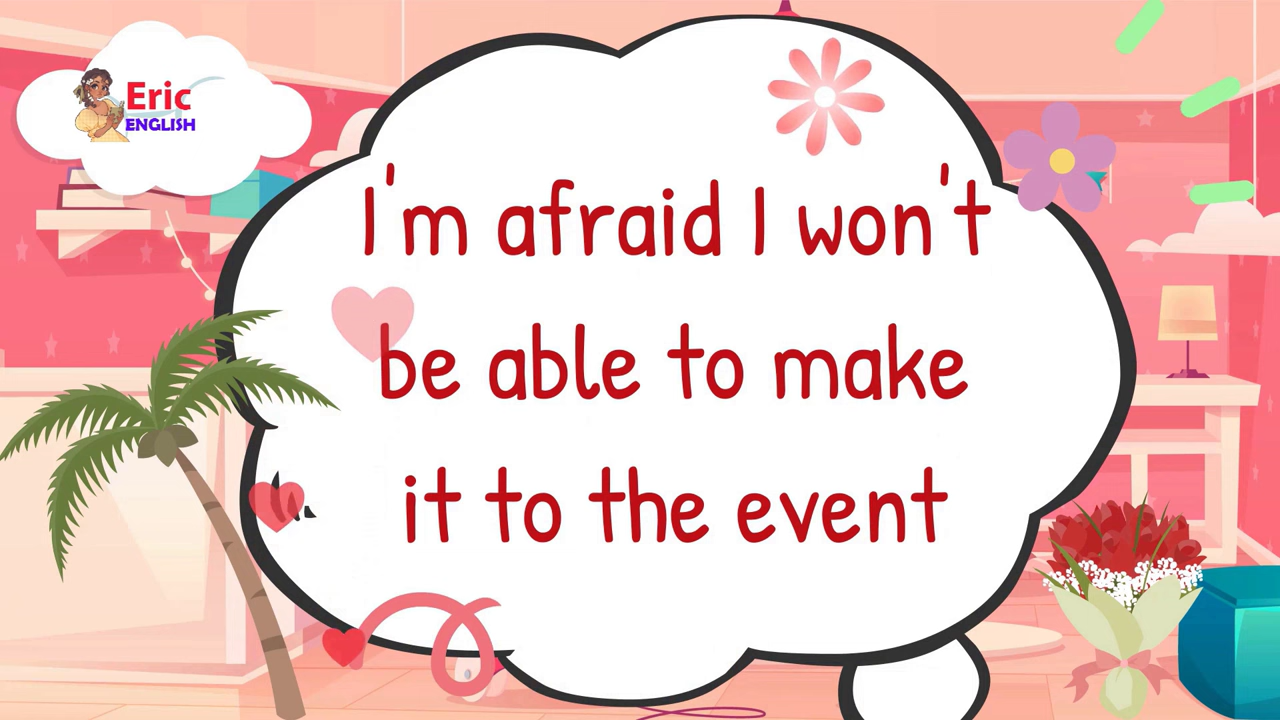 Eric
ENGLISH
I'm afraid I won't
be able to make
it to the event